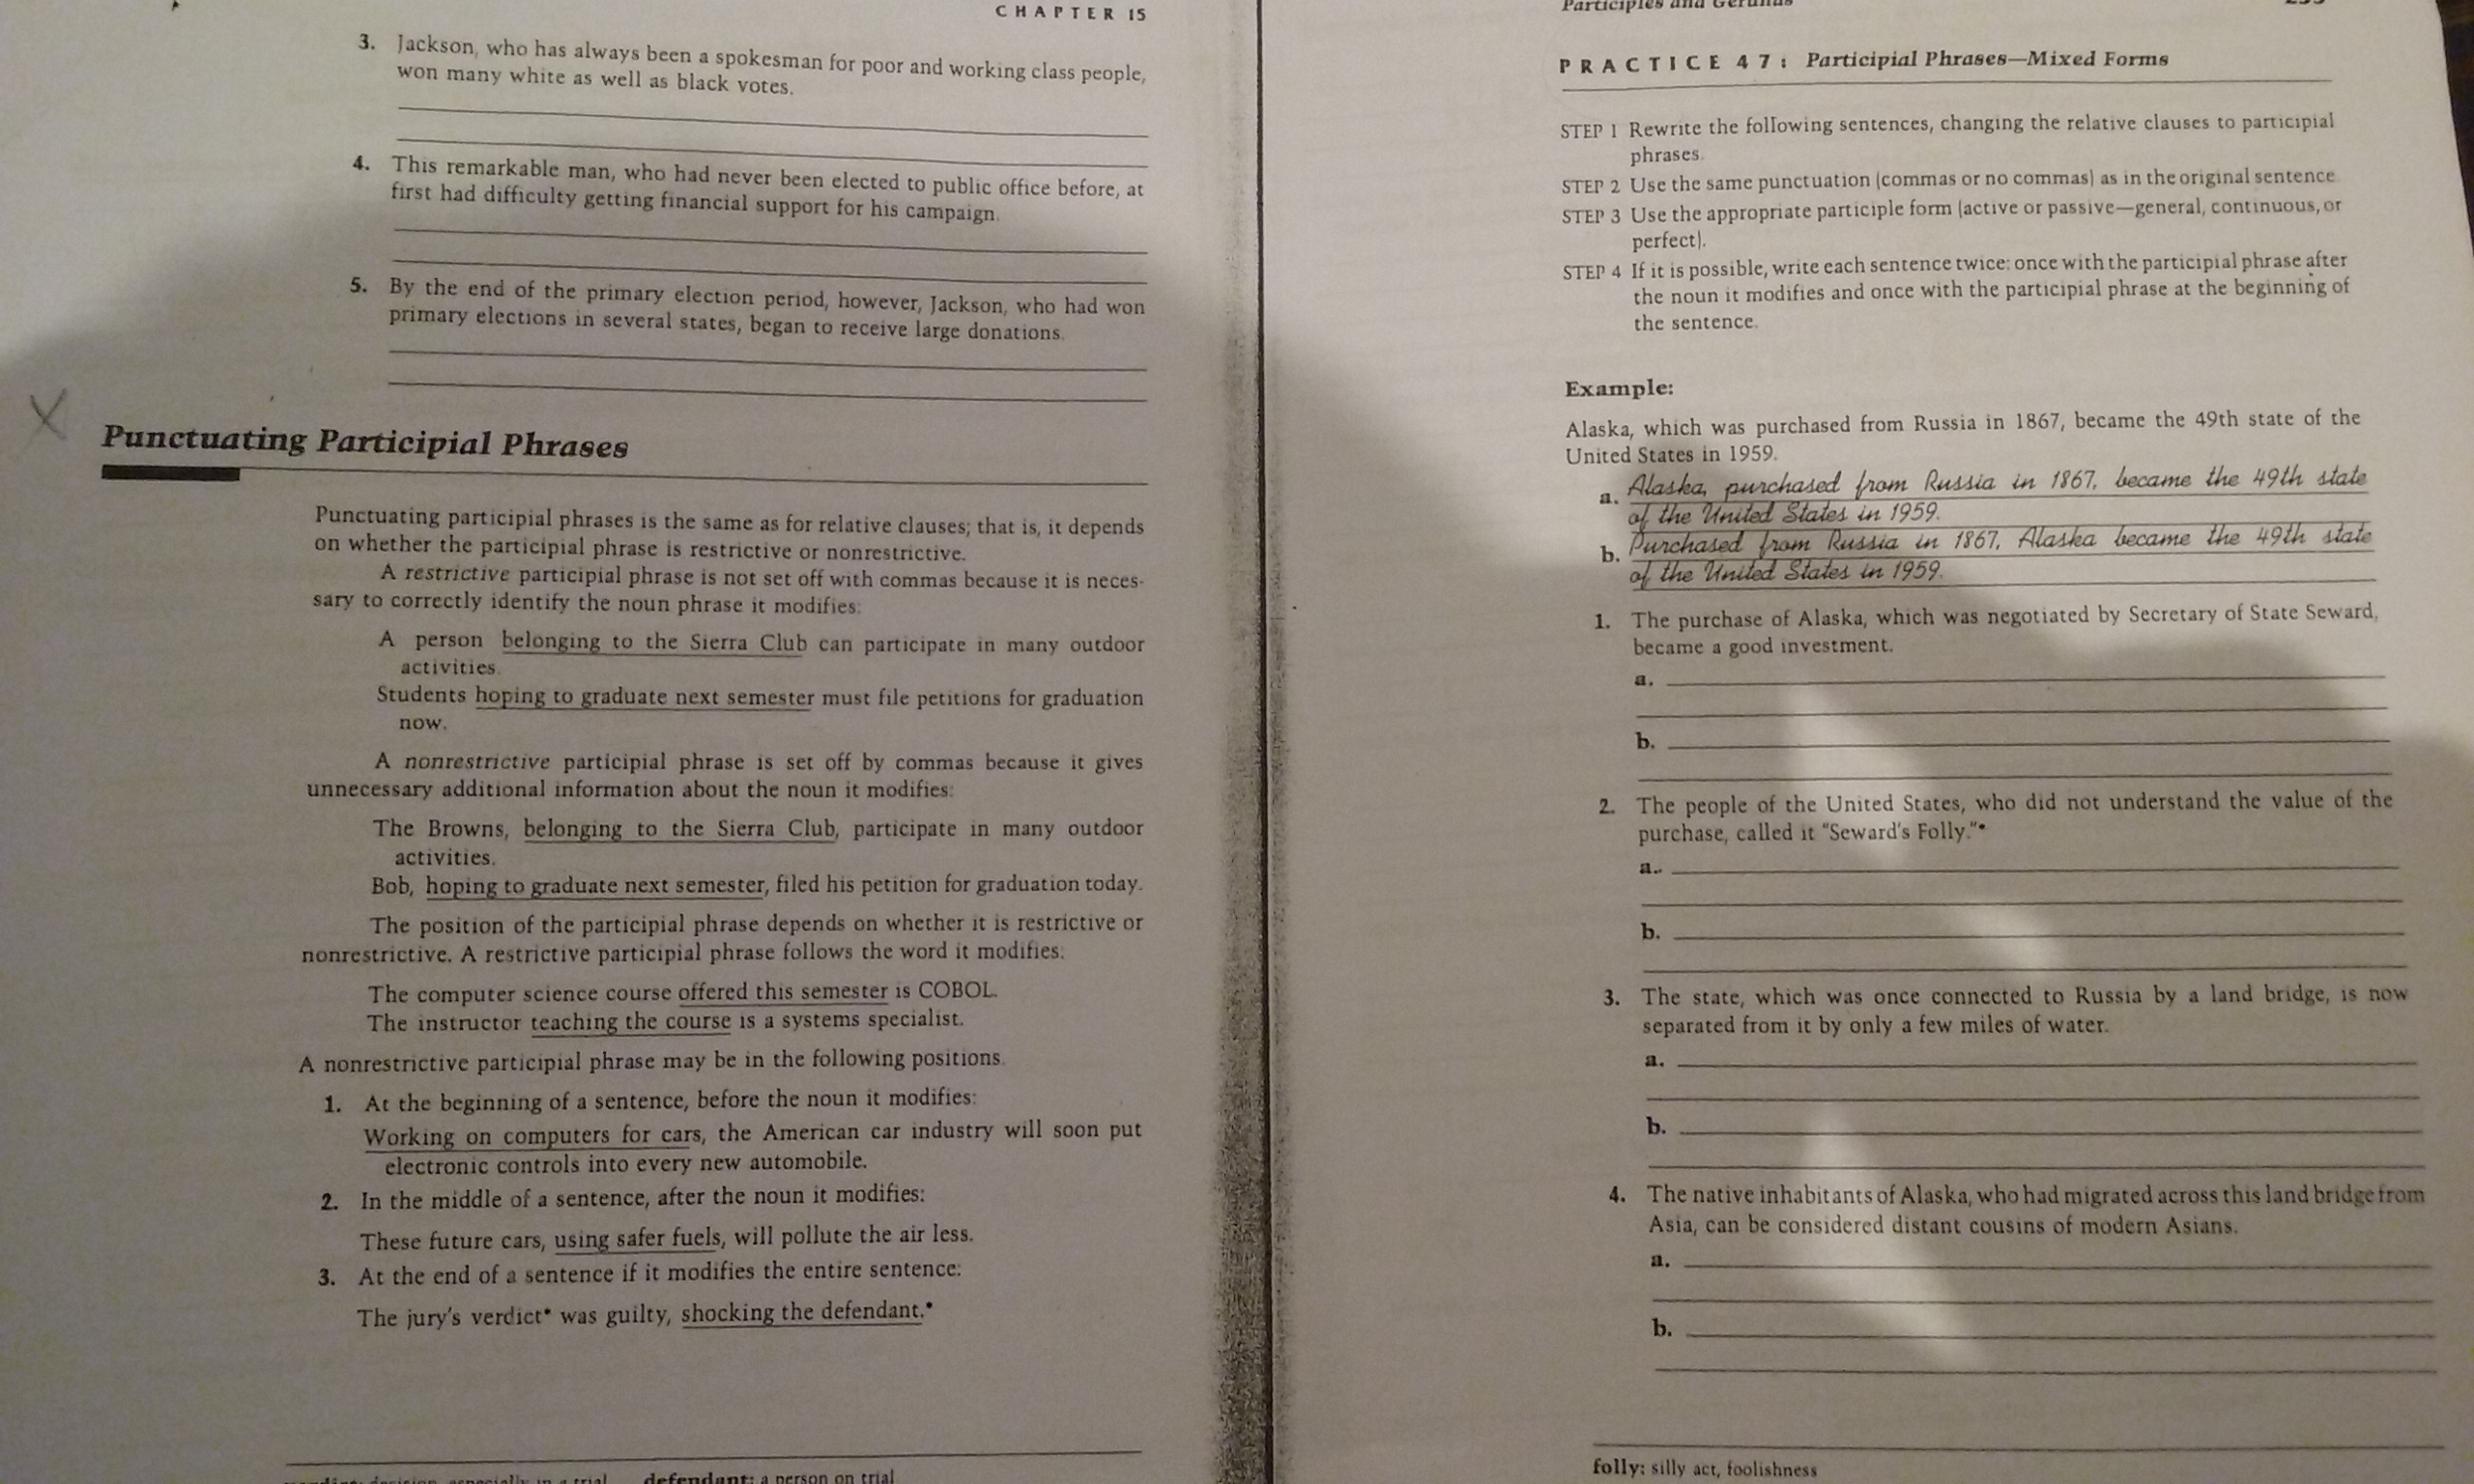 CHAPTER 15
3. Jackson, who has always been a spokesman for poor and working class people,
won many white as well as black votes.
4. This remarkable man, who had never been elected to public office before, at
first had difficulty getting financial support for his campaign.
5. By the end of the primary election period, however, Jackson, who had won
primary elections in several states, began to receive large donations.
X
Punctuating Participial Phrases
Punctuating participial phrases is the same as for relative clauses; that is, it depends
on whether the participial phrase is restrictive or nonrestrictive.
A restrictive participial phrase is not set off with commas because it is neces-
sary to correctly identify the noun phrase it modifies:
A person belonging to the Sierra Club can participate in many outdoor
activities.
Students hoping to graduate next semester must file petitions for graduation
now.
A nonrestrictive participial phrase is set off by commas because it gives
unnecessary additional information about the noun it modifies:
The Browns, belonging to the Sierra Club, participate in many outdoor
activities.
Bob, hoping to graduate next semester, filed his petition for graduation today.
The position of the participial phrase depends on whether it is restrictive or
nonrestrictive. A restrictive participial phrase follows the word it modifies:
The computer science course offered this semester is COBOL.
The instructor teaching the course is a systems specialist.
A nonrestrictive participial phrase may be in the following positions.
1. At the beginning of a sentence, before the noun it modifies:
Working on computers for cars, the American car industry will soon put
electronic controls into every new automobile.
2. In the middle of a sentence, after the noun it modifies:
These future cars, using safer fuels, will pollute the air less.
3. At the end of a sentence if it modifies the entire sentence:
The jury's verdict* was guilty, shocking the defendant.*
decision, especially in a trial defendant: a person on trial
Participles and Gerunds
PRACTICE 47: Participial Phrases—Mixed Forms
STEP 1 Rewrite the following sentences, changing the relative clauses to participial
phrases.
STEP 2 Use the same punctuation (commas or no commas) as in the original sentence
STEP 3 Use the appropriate participle form (active or passive—general, continuous, or
perfect).
STEP 4 If it is possible, write each sentence twice: once with the participial phrase after
the noun it modifies and once with the participial phrase at the beginning of
the sentence.
Example:
Alaska, which was purchased from Russia in 1867, became the 49th state of the
United States in 1959.
a. Alaska, purchased from Russia in 1867, became the 49th state
of the United States in 1959.
b. Purchased from Russia in 1867, Alaska became the 49th state
of the United States in 1959.
1. The purchase of Alaska, which was negotiated by Secretary of State Seward,
became a good investment.
a.
b.
2. The people of the United States, who did not understand the value of the
purchase, called it "Seward's Folly."*
a.
b.
3. The state, which was once connected to Russia by a land bridge, is now
separated from it by only a few miles of water.
a.
b.
4. The native inhabitants of Alaska, who had migrated across this land bridge from
Asia, can be considered distant cousins of modern Asians.
a.
b.
folly: silly act, foolishness